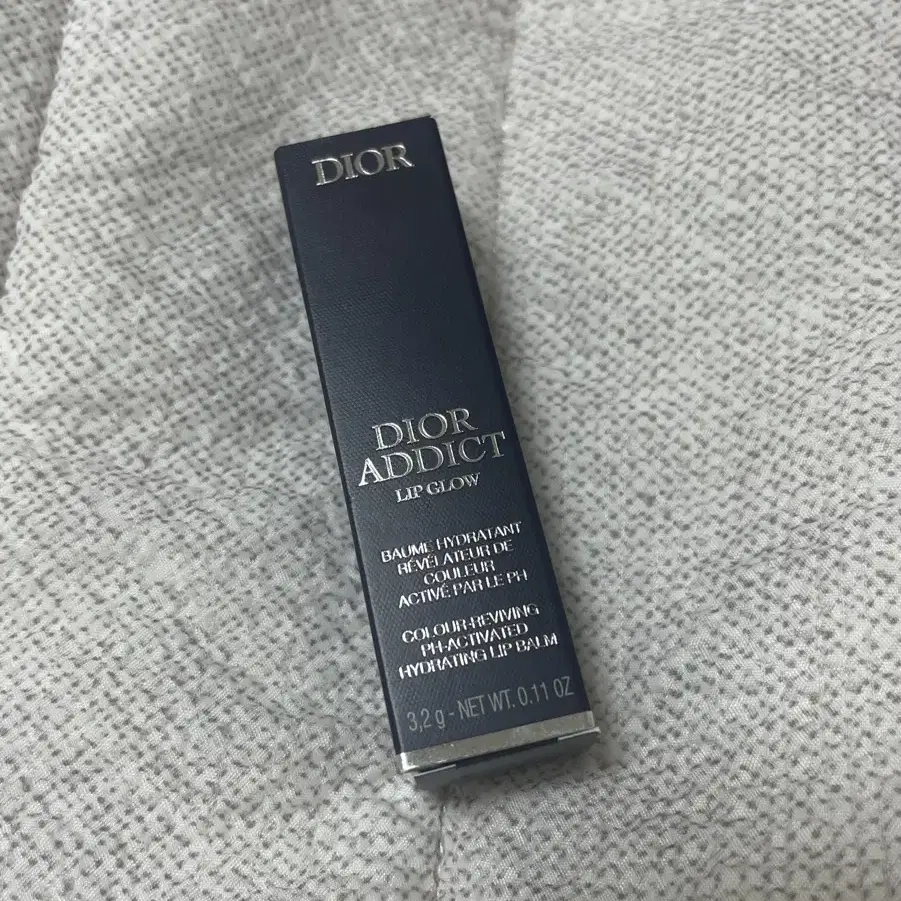 DIOR
DIOR
ADDICT
LIP GLOW
BAUME HYDRATANT
RÉVÉLATEUR DE
COULEUR
ACTIVÉ PAR LE PH
COLOUR-REVIVING
PH-ACTIVATED
HYDRATING LIP BALM
3,2 g - NET WT. 0.11 OZ